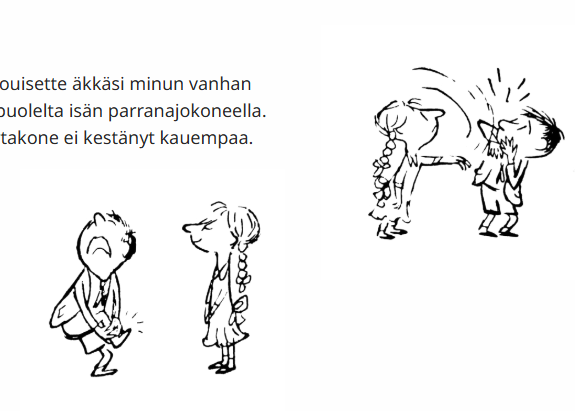 ouisette äkkäsi minun vanhan
puolelta isän parranajokoneella.
takone ei kestänyt kauempaa.